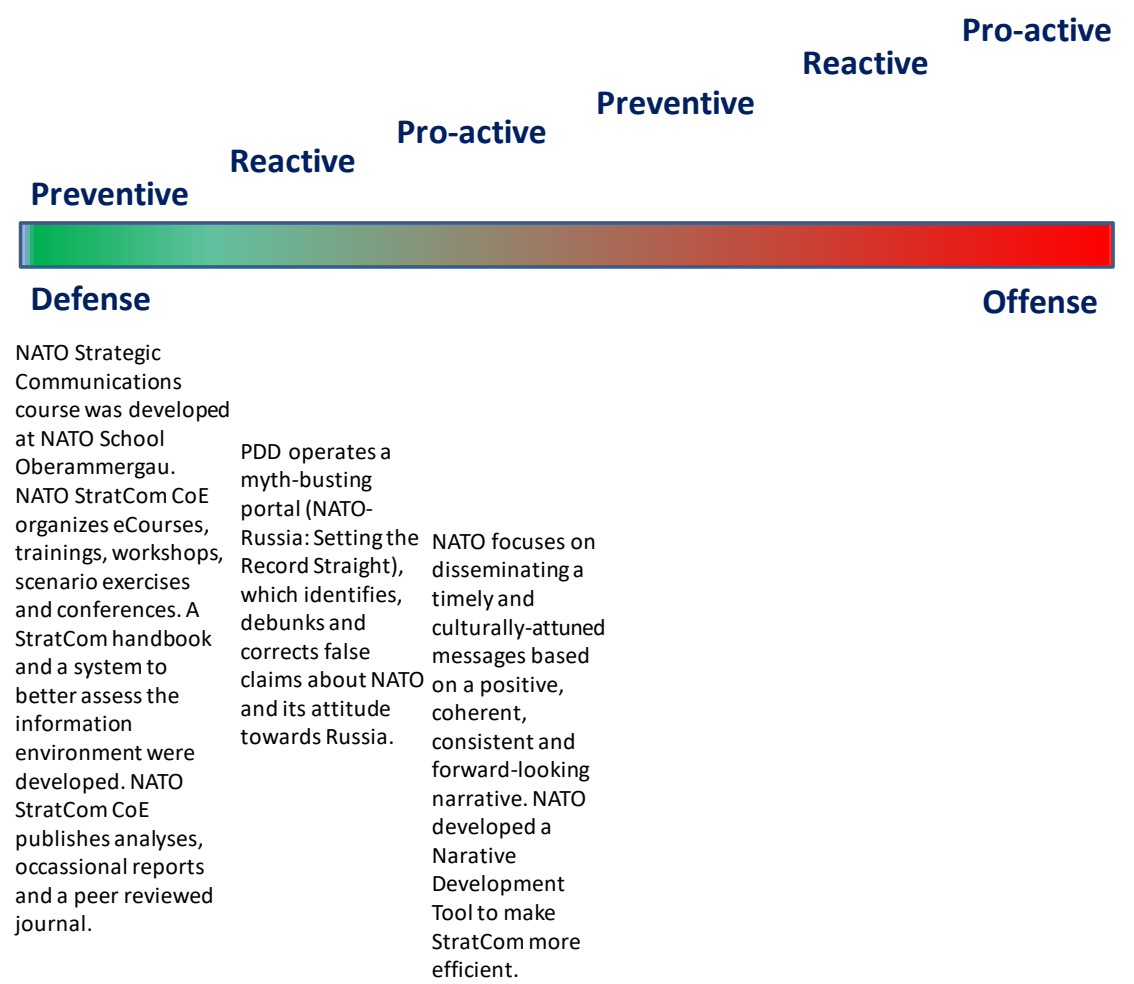 Pro-active
Reactive
Preventive
Pro-active
Reactive
Preventive
Defense
Offense
NATO Strategic
Communications
course was developed
at NATO School
Oberammergau.
NATO StratCom CoE
organizes eCourses,
trainings, workshops,
scenario exercises
and conferences. A
StratCom handbook
and a system to
better assess the
information
environment were
developed. NATO
StratCom CoE
publishes analyses,
occassional reports
and a peer reviewed
journal.
PDD operates a
myth-busting
portal (NATO-
Russia: Setting the
Record Straight),
which identifies,
debunks and
corrects false
claims about NATO
and its attitude
towards Russia.
NATO focuses on
disseminating a
timely and
culturally-attuned
messages based
on a positive,
coherent,
consistent and
forward-looking
narrative. NATO
developed a
Narative
Development
Tool to make
StratCom more
efficient.